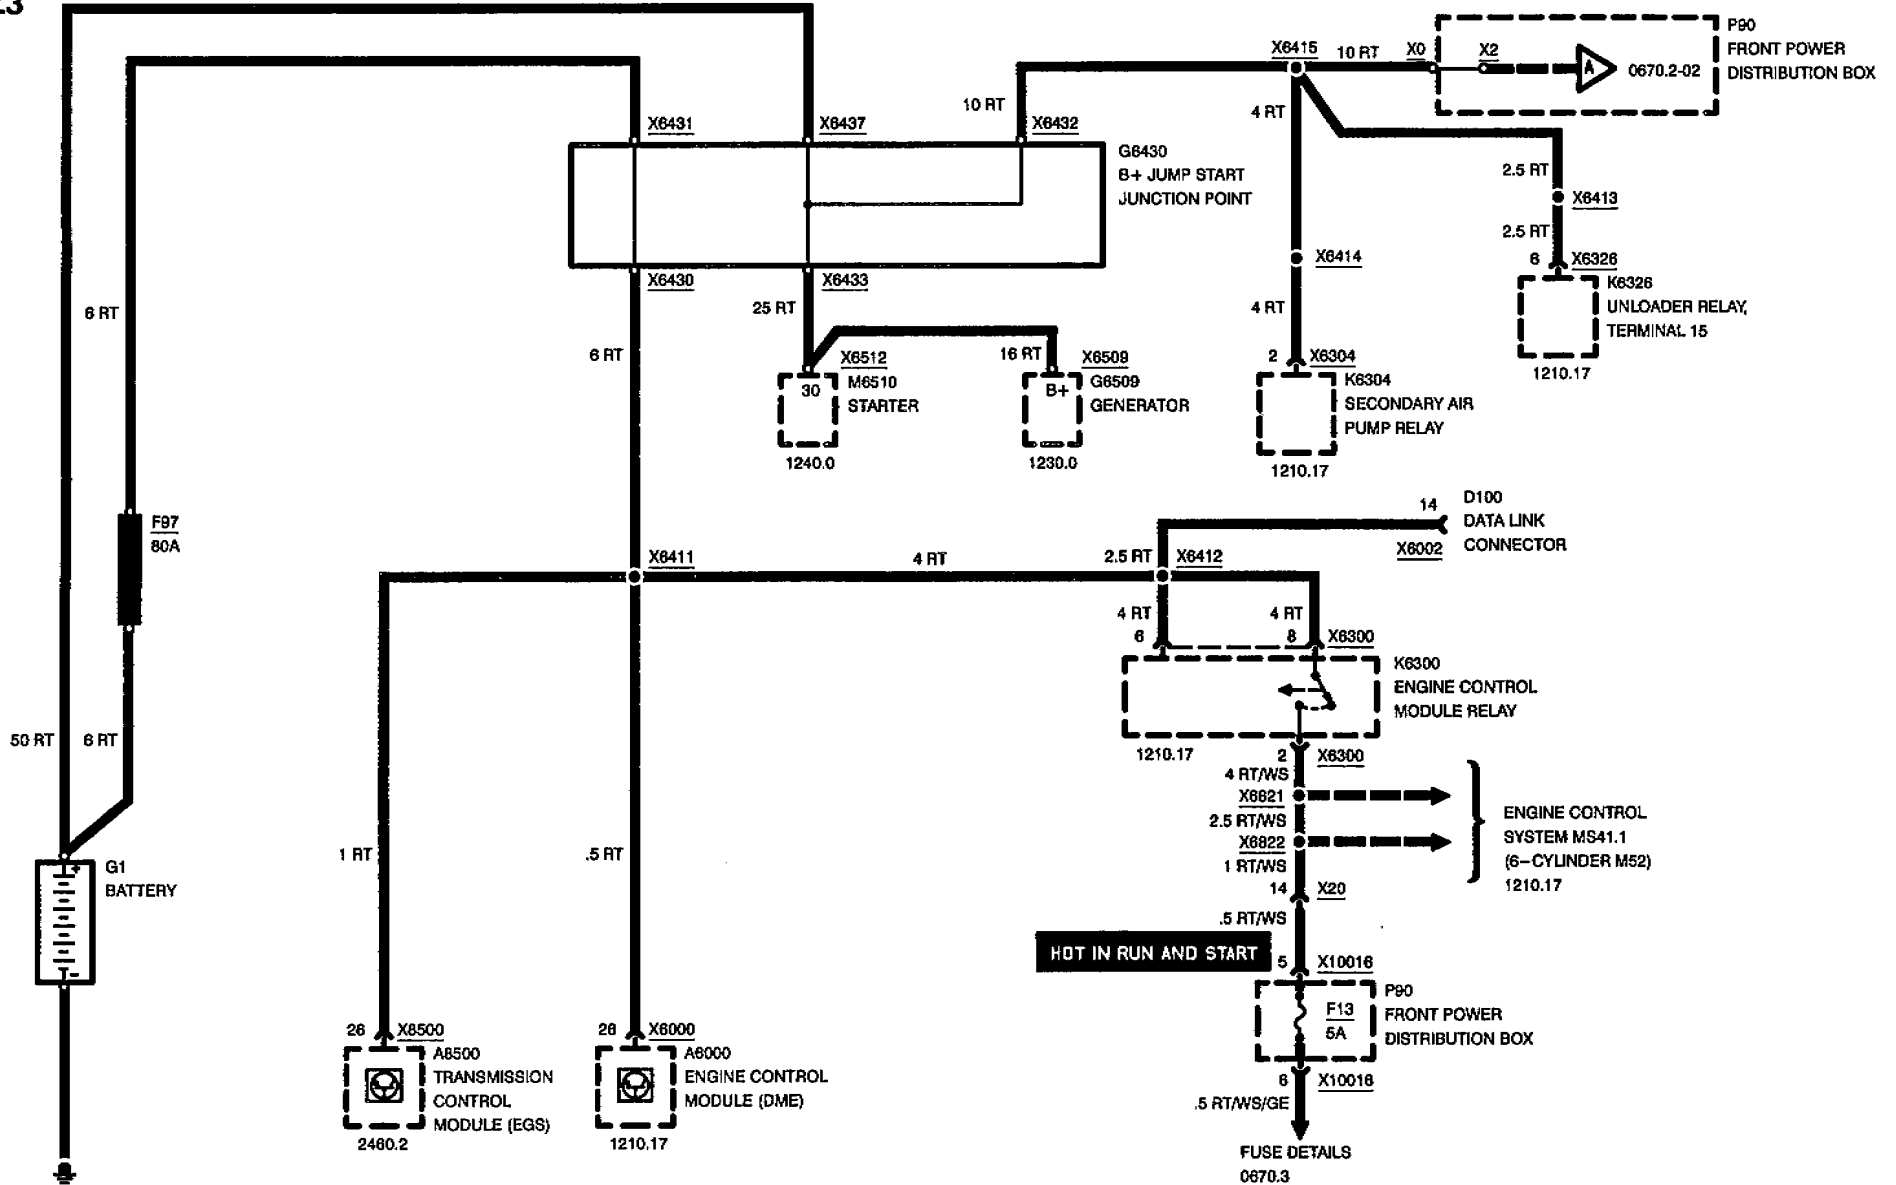 .3
X6415
10 RT
X0
X2
A
0670.2-02
P90
FRONT POWER
DISTRIBUTION BOX
10 RT
4 RT
X6431
X6437
X6432
G6430
B+ JUMP START
JUNCTION POINT
2.5 RT
X6413
2.5 RT
6
X6326
K6326
UNLOADER RELAY,
TERMINAL 15
1210.17
X6414
4 RT
2
X6304
K6304
SECONDARY AIR
PUMP RELAY
1210.17
X6430
X6433
25 RT
6 RT
6 RT
X6512
30
M6510
STARTER
1240.0
16 RT
X6509
B+
G6509
GENERATOR
1230.0
F97
80A
14
D100
DATA LINK
CONNECTOR
X6002
X6411
4 RT
2.5 RT
X6412
4 RT
4 RT
6
8
X6300
K6300
ENGINE CONTROL
MODULE RELAY
1210.17
50 RT
6 RT
2
X6300
4 RT/WS
X6821
2.5 RT/WS
X6822
1 RT/WS
ENGINE CONTROL
SYSTEM MS41.1
(6-CYLINDER M52)
1210.17
14
X20
.5 RT/WS
1 RT
.5 RT
+
G1
BATTERY
-
HOT IN RUN AND START
5
X10016
P90
FRONT POWER
DISTRIBUTION BOX
F13
5A
6
X10016
.5 RT/WS/GE
FUSE DETAILS
0670.3
26
X8500
A8500
TRANSMISSION
CONTROL
MODULE (EGS)
2460.2
26
X6000
A6000
ENGINE CONTROL
MODULE (DME)
1210.17